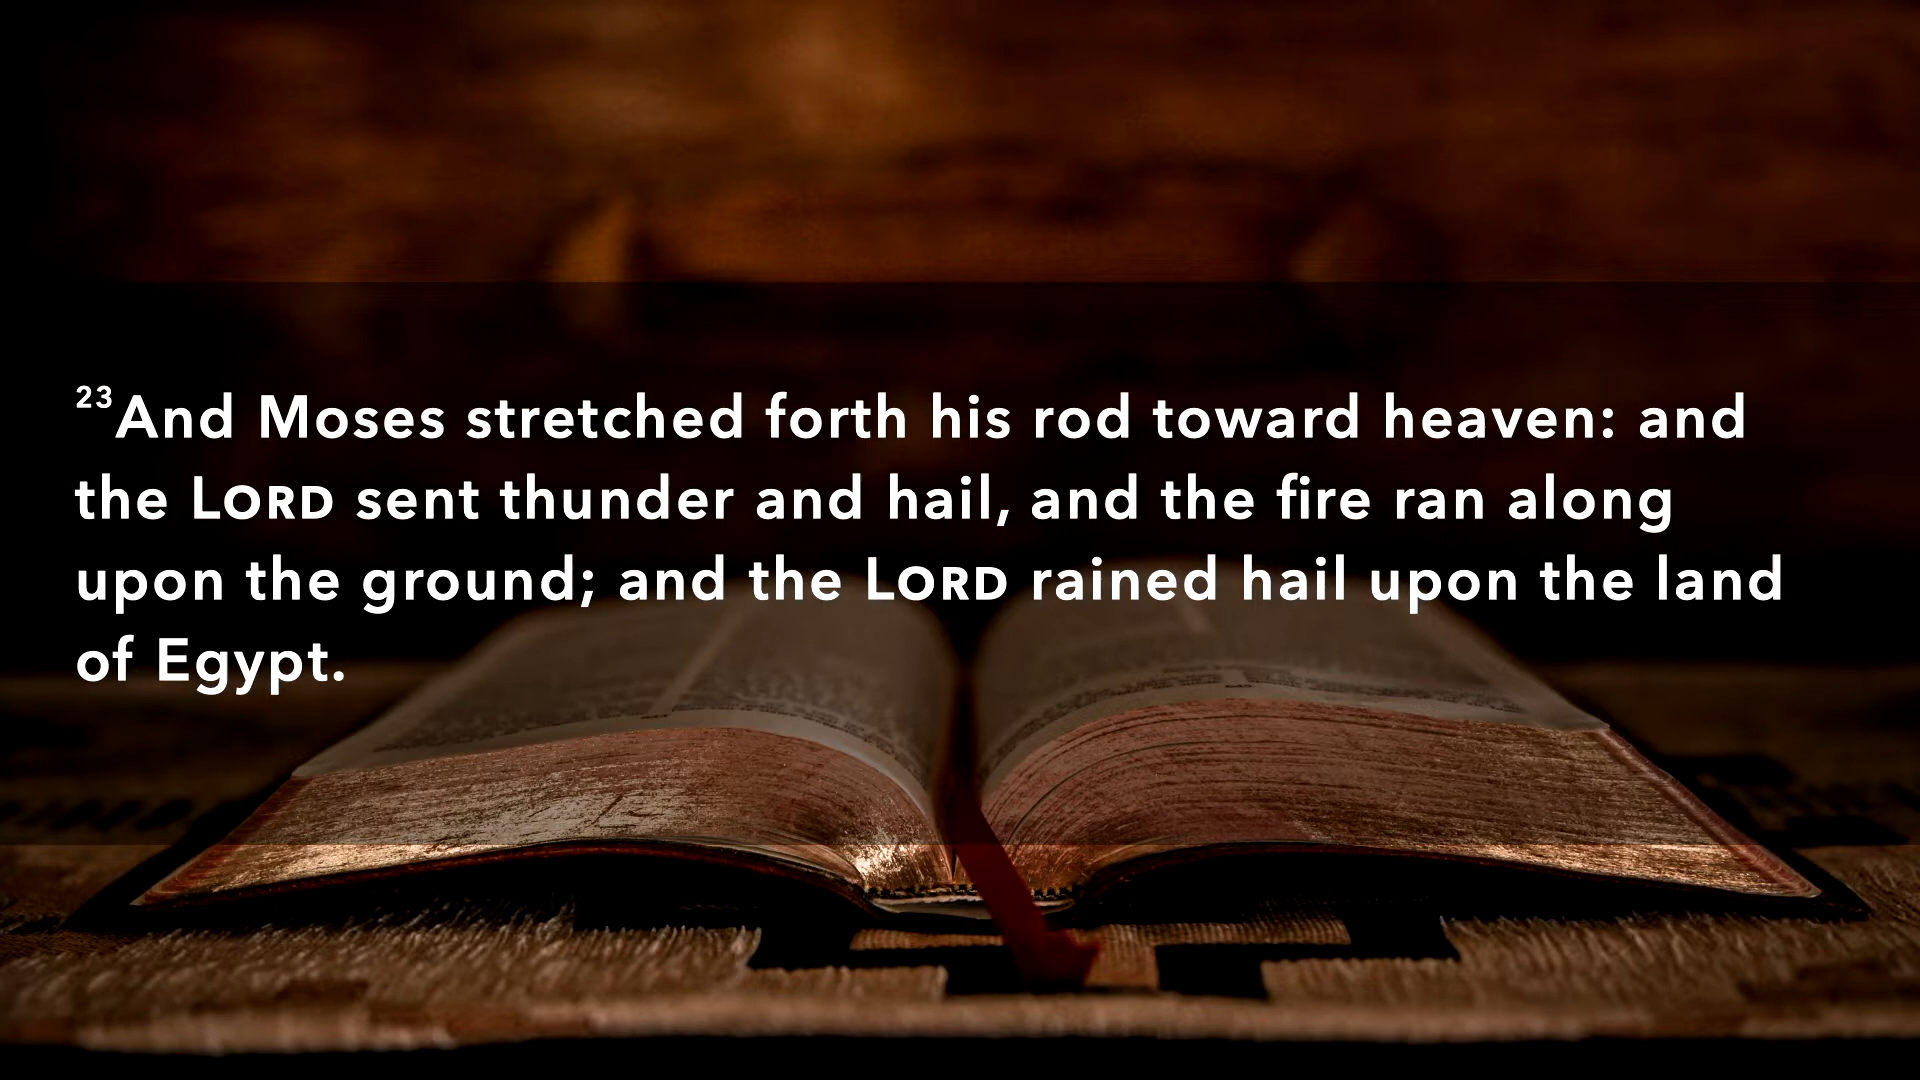 23And Moses stretched forth his rod toward heaven: and
the LORD sent thunder and hail, and the fire ran along
upon the ground; and the LORD rained hail upon the land
of Egypt.